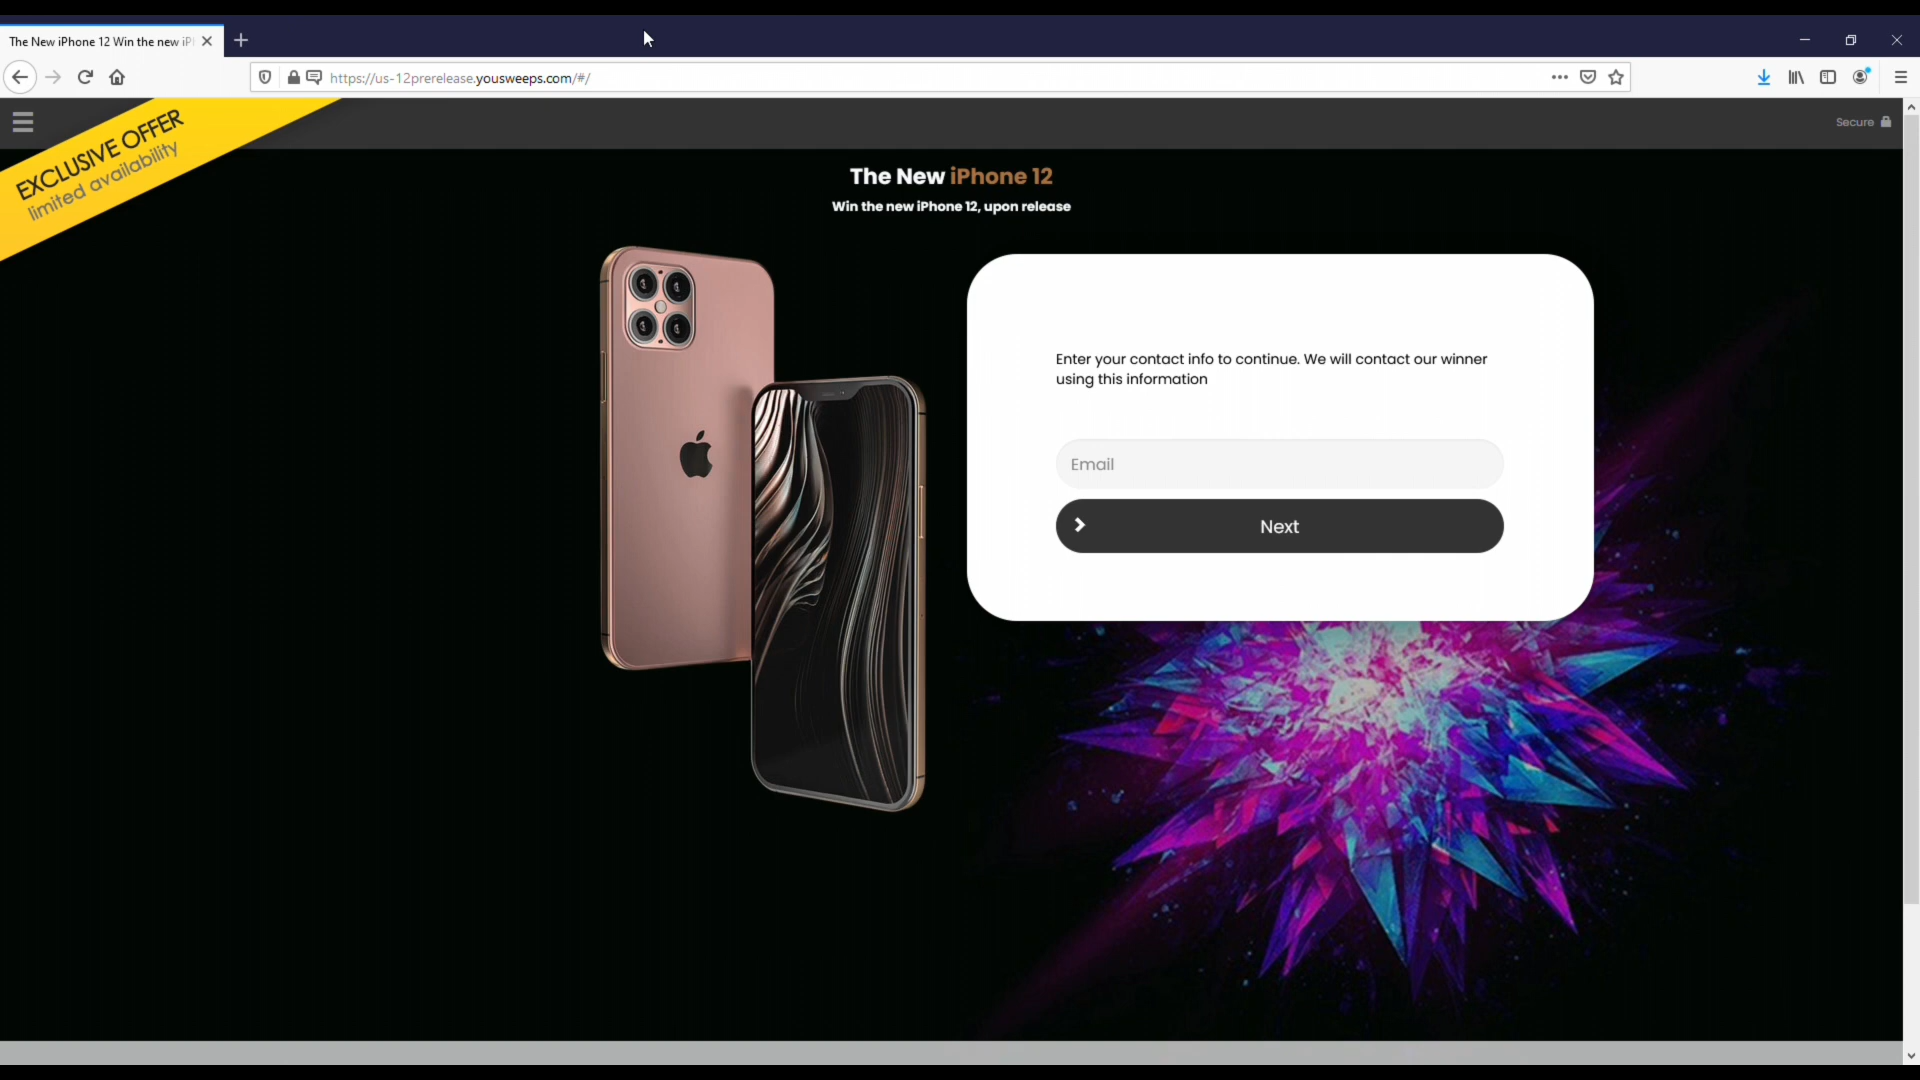 The New iPhone 12 Win the new iP
https://us-12prerelease.yousweeps.com/#/
EXCLUSIVE OFFER
limited availability
Secure
The New iPhone 12
Win the new iPhone 12, upon release
Enter your contact info to continue. We will contact our winner
using this information
Email
Next